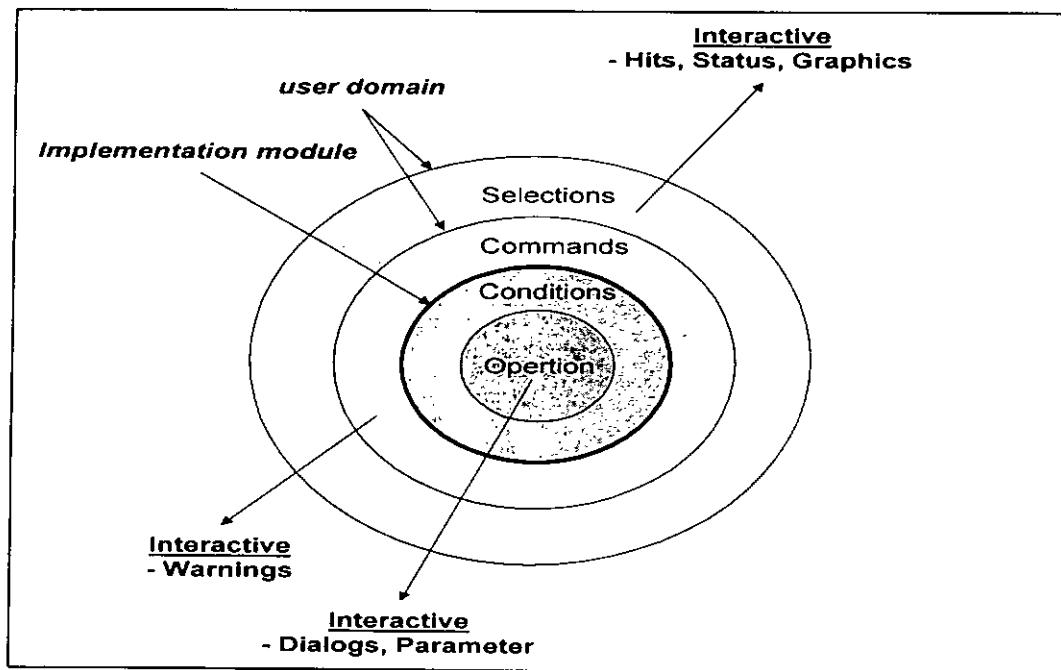 Interactive
- Hits, Status, Graphics
user domain
Implementation module
Selections
Commands
Conditions
Opertion
Interactive
- Warnings
Interactive
- Dialogs, Parameter